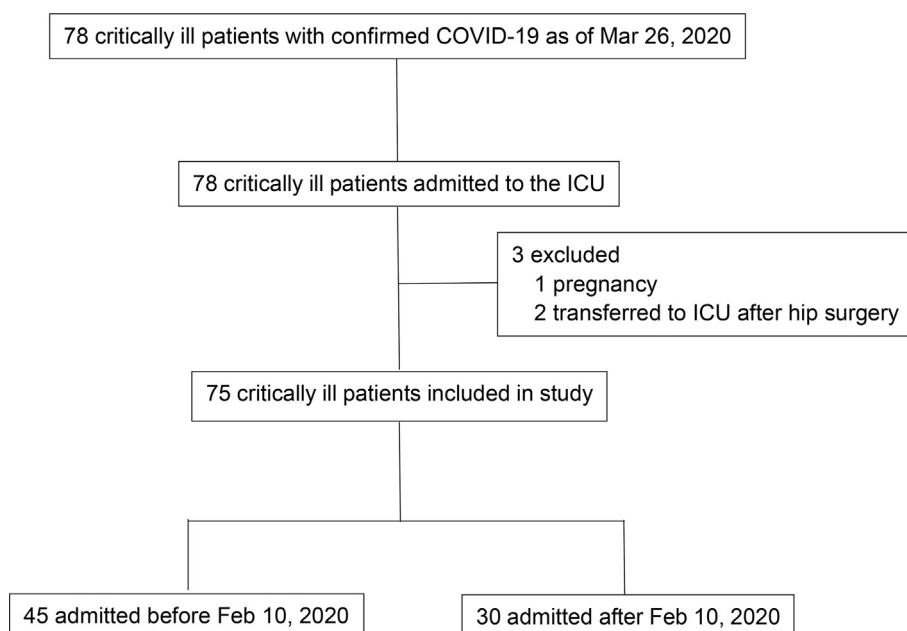 78 critically ill patients with confirmed COVID-19 as of Mar 26, 2020
78 critically ill patients admitted to the ICU
3 excluded
1 pregnancy
2 transferred to ICU after hip surgery
75 critically ill patients included in study
45 admitted before Feb 10, 2020
30 admitted after Feb 10, 2020